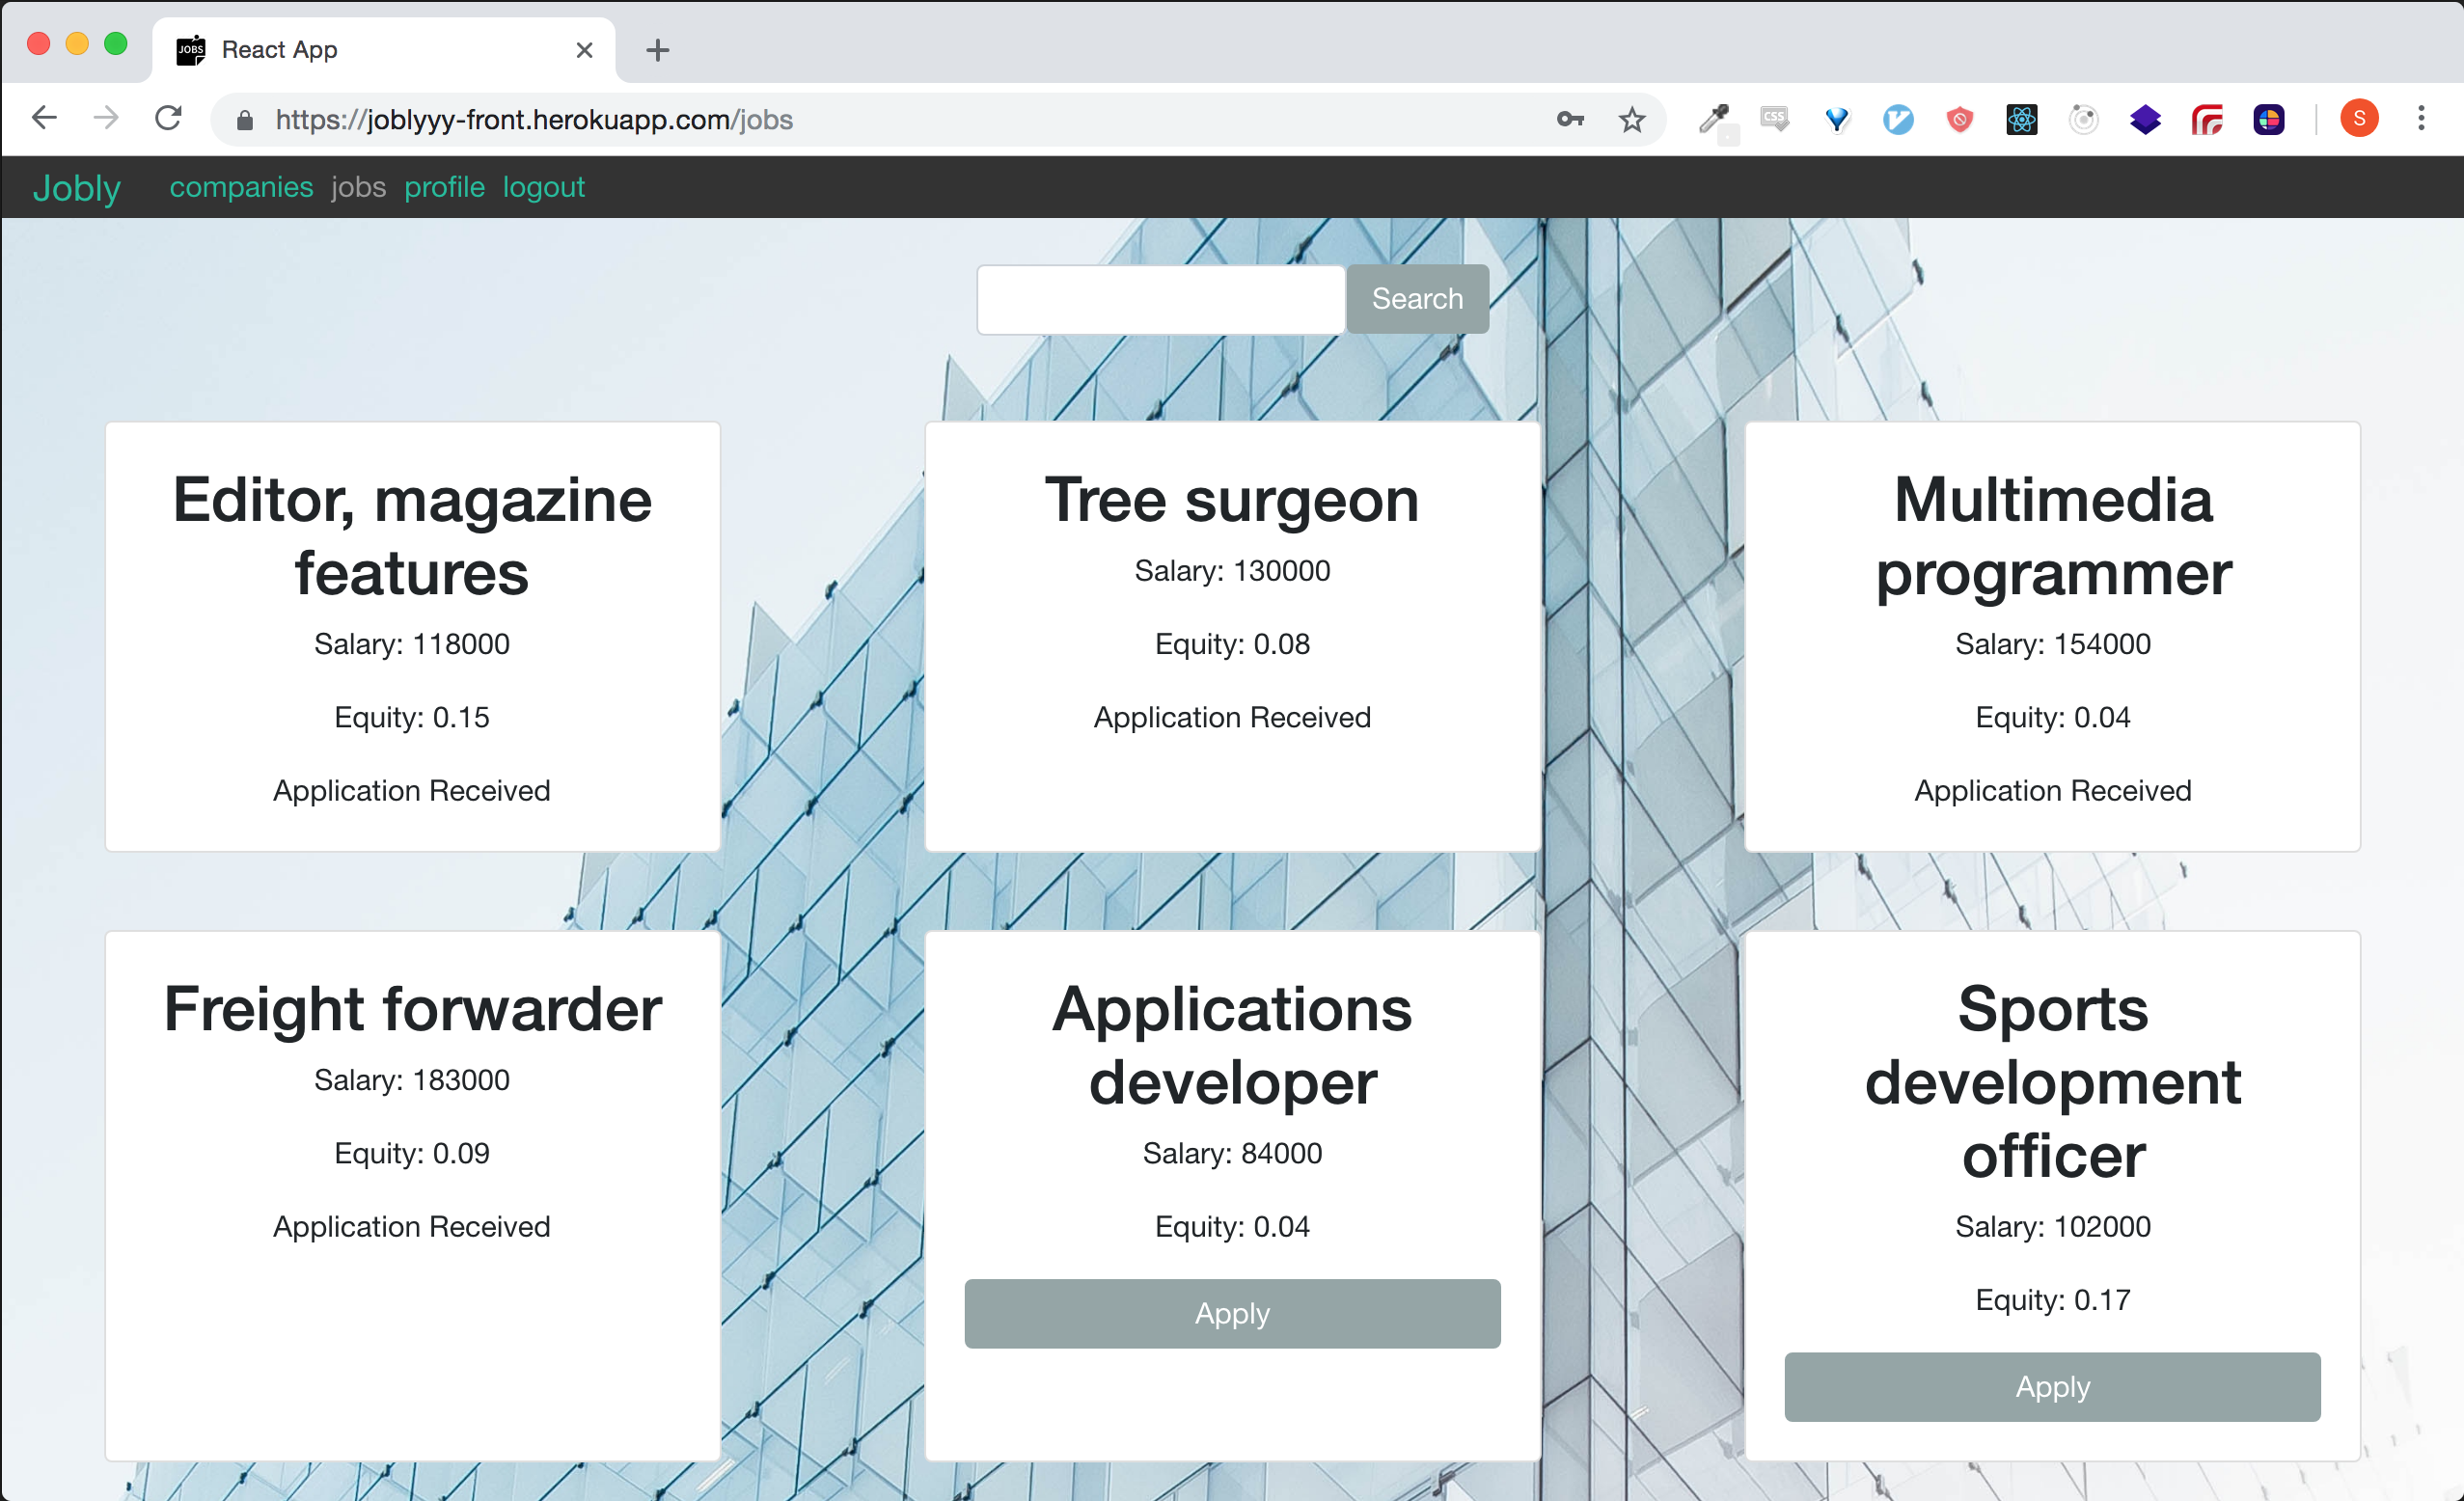 JOBS
React App
https://joblyyy-front.herokuapp.com/jobs
CSS
S
Jobly companies jobs profile logout
Search
Editor, magazine
features
Salary: 118000
Equity: 0.15
Application Received
Tree surgeon
Salary: 130000
Equity: 0.08
Application Received
Multimedia
programmer
Salary: 154000
Equity: 0.04
Application Received
Freight forwarder
Salary: 183000
Equity: 0.09
Application Received
Applications
developer
Salary: 84000
Equity: 0.04
Apply
Sports
development
officer
Salary: 102000
Equity: 0.17
Apply